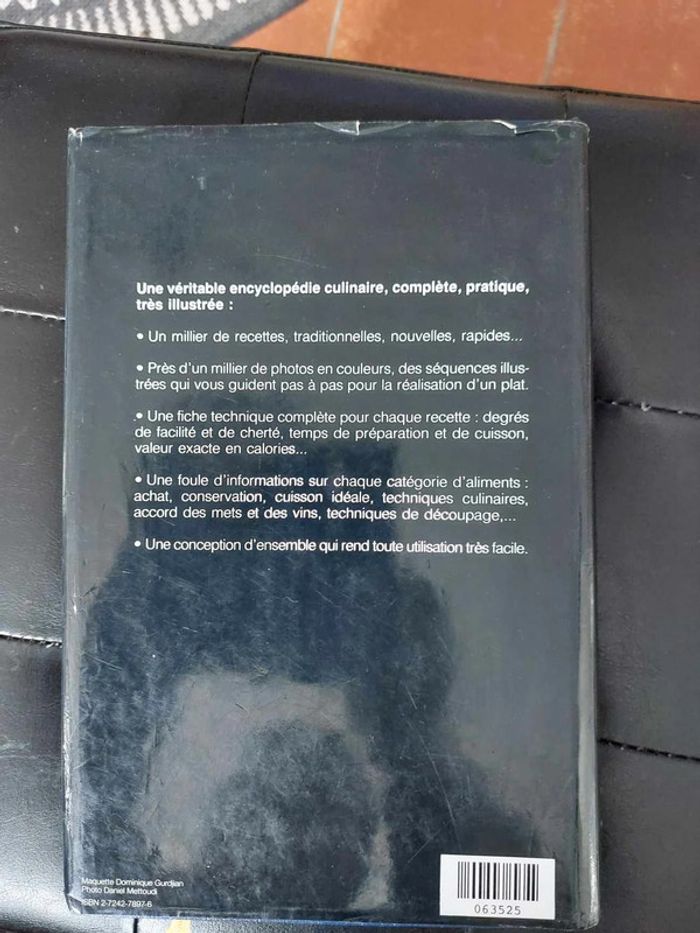 Une véritable encyclopédie culinaire, complète, pratique,
très illustrée :
• Un millier de recettes, traditionnelles, nouvelles, rapides...
• Près d'un millier de photos en couleurs, des séquences illus-
trées qui vous guident pas à pas pour la réalisation d'un plat.
• Une fiche technique complète pour chaque recette : degrés
de facilité et de cherté, temps de préparation et de cuisson,
valeur exacte en calories...
• Une foule d'informations sur chaque catégorie d'aliments :
achat, conservation, cuisson idéale, techniques culinaires,
accord des mets et des vins, techniques de découpage,...
• Une conception d'ensemble qui rend toute utilisation très facile.
Maquette Dominique Gurdjian
Photo Daniel Mettoudi
ISBN 2-7242-7897-6
063525